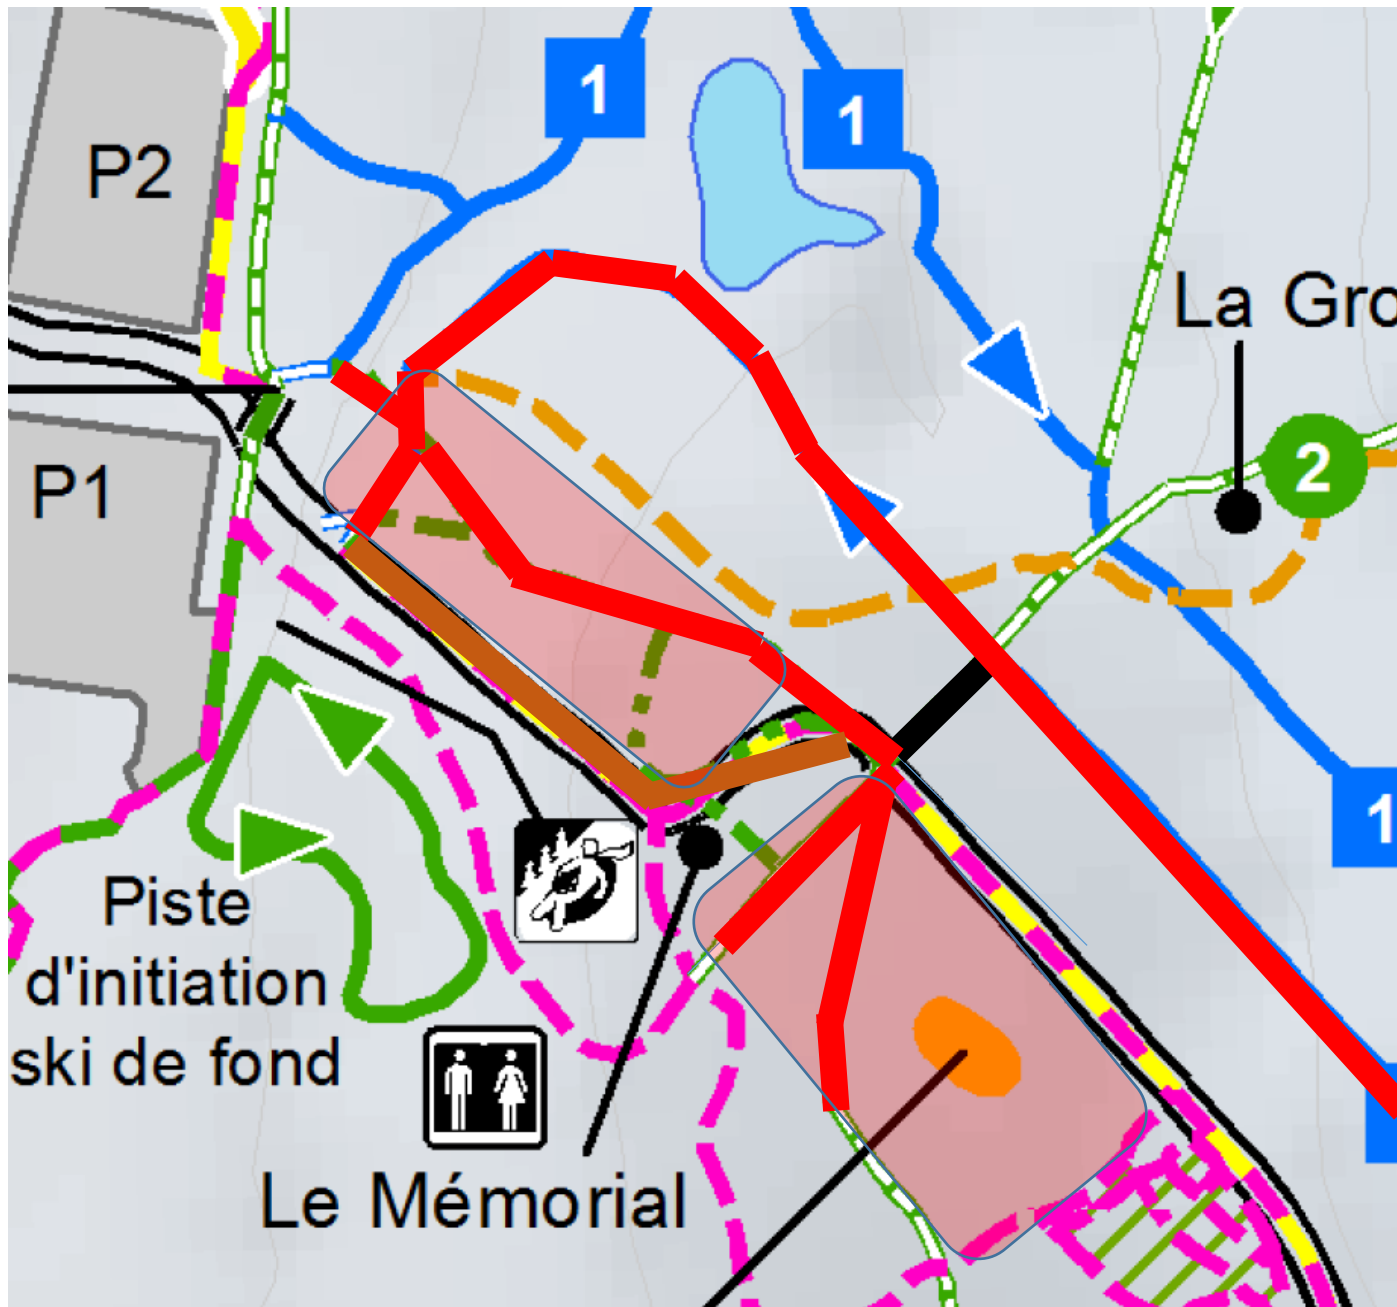 1
1
P2
La Gro
P1
2
1
Piste
d'initiation
ski de fond
Le Mémorial